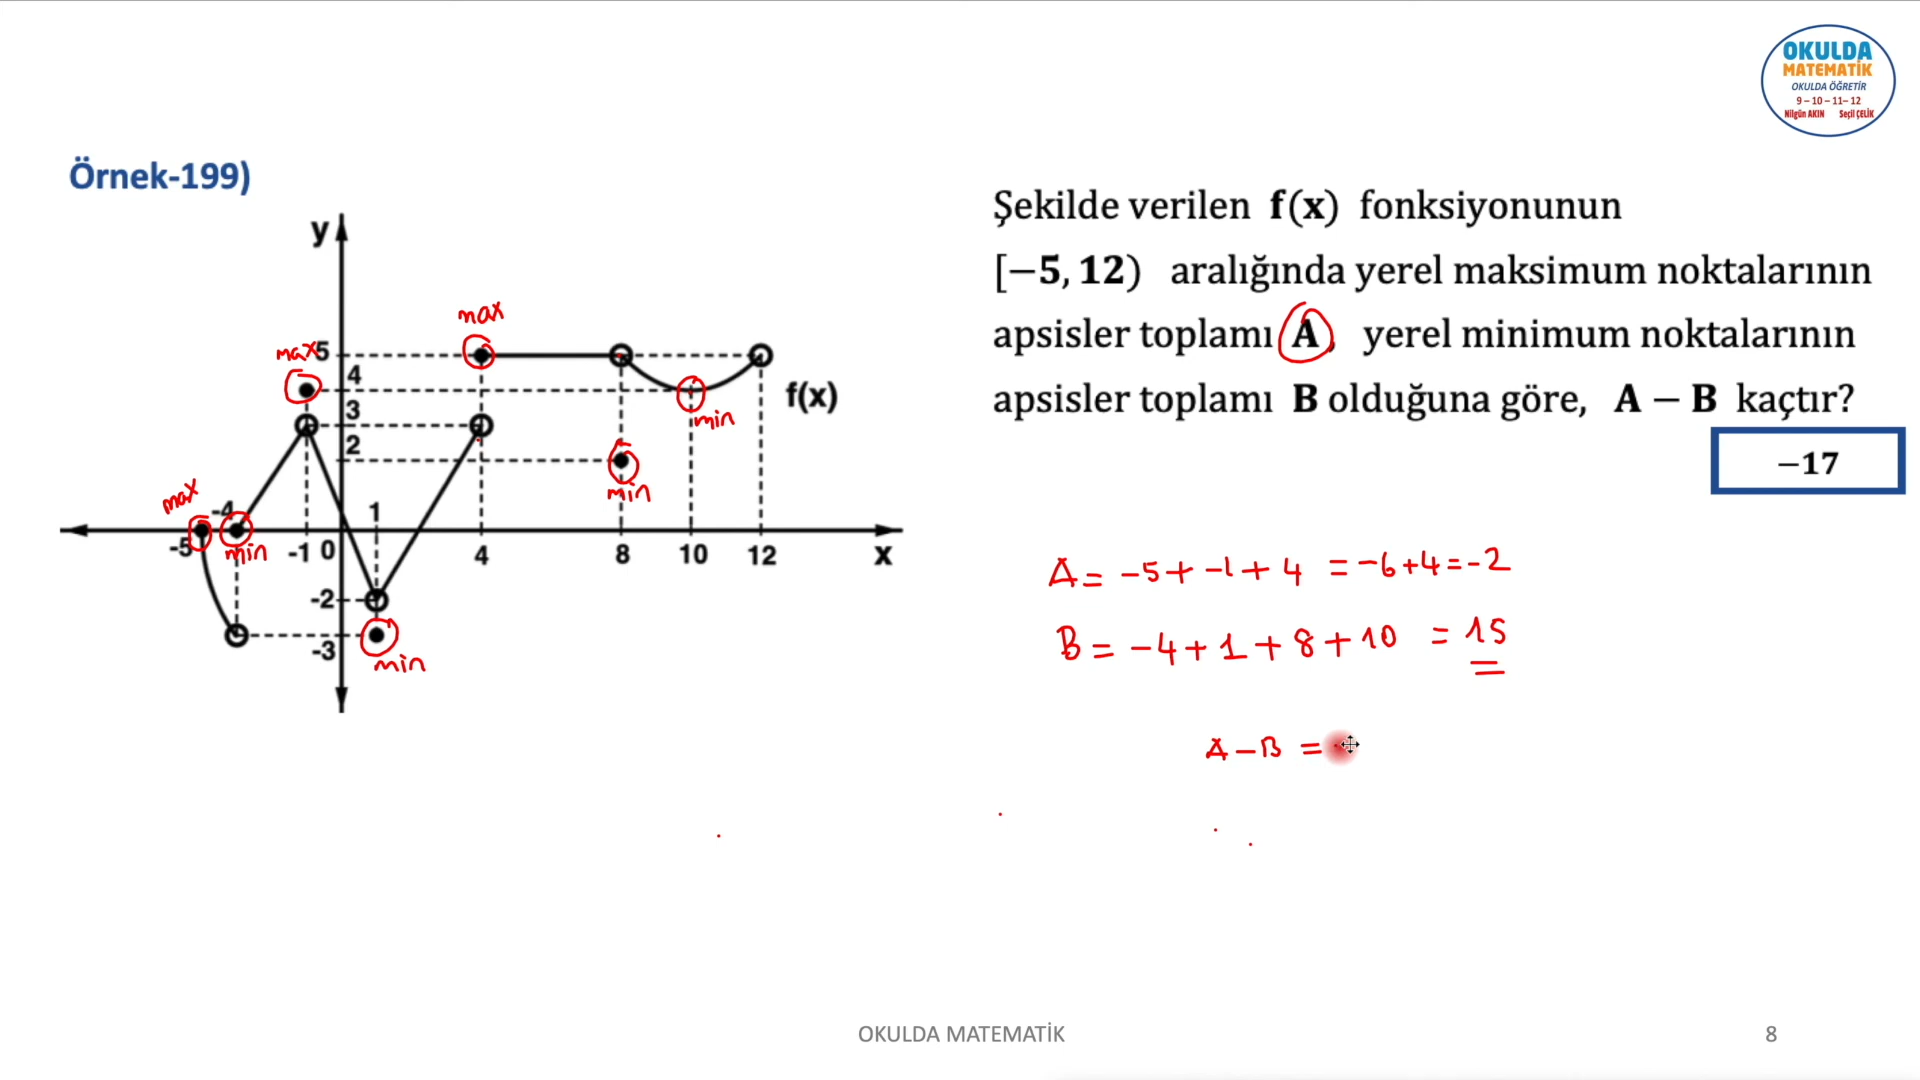 OKULDA
MATEMATİK
OKULDA ÖĞRETİR
9 – 10 – 11– 12
Nilgün AKIN Seçil ÇELİK
Örnek-199)
Şekilde verilen f(x) fonksiyonunun
[−5, 12) aralığında yerel maksimum noktalarının
apsisler toplamı A, yerel minimum noktalarının
apsisler toplamı B olduğuna göre, A − B kaçtır?
−17
y
max
max 5
4
3
2
f(x)
min
min
max
-4
1
-5 min -1 0 4 8 10 12 x
-2
-3
min
A = -5 + -1 + 4 = -6+4=-2
B = -4 + 1 + 8 + 10 = 15
A - B =
OKULDA MATEMATİK
8